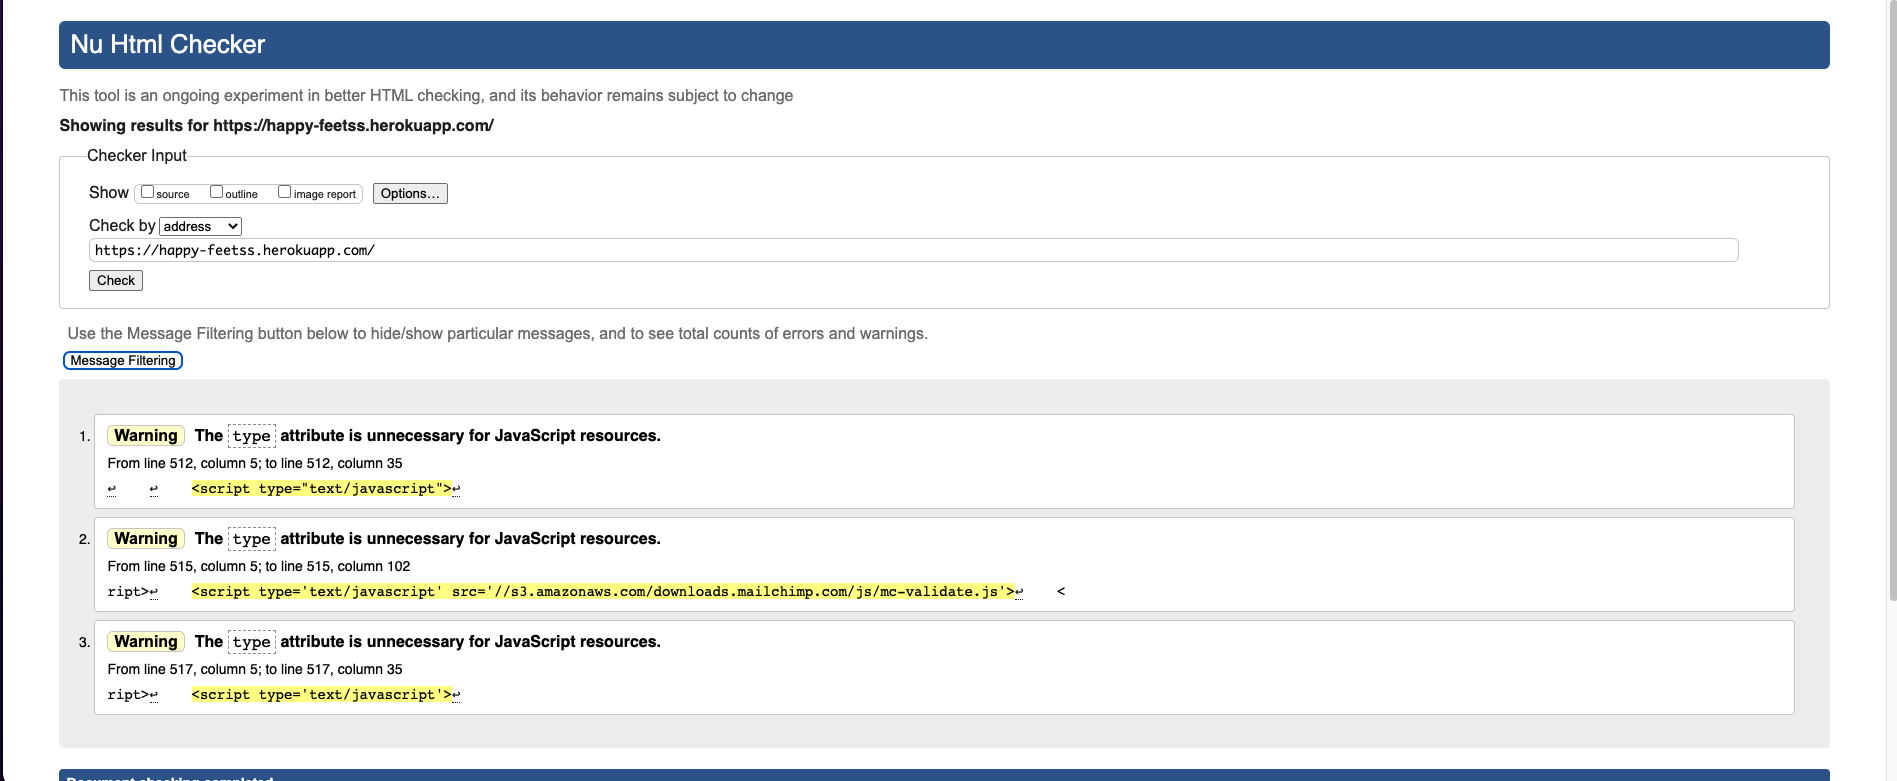 Nu Html Checker
This tool is an ongoing experiment in better HTML checking, and its behavior remains subject to change
Showing results for https://happy-feetss.herokuapp.com/
Checker Input
Show source outline image report Options...
Check by address
https://happy-feetss.herokuapp.com/
Check
Use the Message Filtering button below to hide/show particular messages, and to see total counts of errors and warnings.
Message Filtering
1. Warning The type attribute is unnecessary for JavaScript resources.
From line 512, column 5; to line 512, column 35
↩ ↩ <script type="text/javascript">↩
2. Warning The type attribute is unnecessary for JavaScript resources.
From line 515, column 5; to line 515, column 102
ript>↩ <script type='text/javascript' src='//s3.amazonaws.com/downloads.mailchimp.com/js/mc-validate.js'>↩ <
3. Warning The type attribute is unnecessary for JavaScript resources.
From line 517, column 5; to line 517, column 35
ript>↩ <script type='text/javascript'>↩
Document checking completed